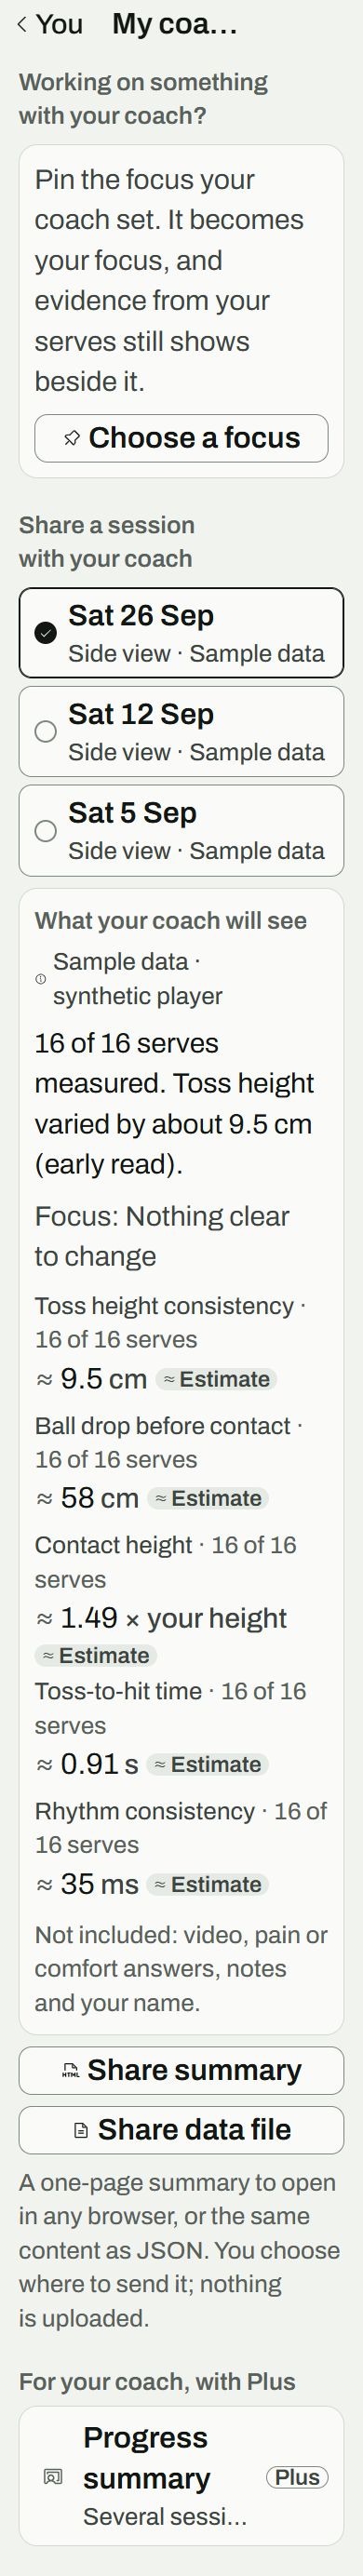 You My coa...
Working on something
with your coach?
Pin the focus your
coach set. It becomes
your focus, and
evidence from your
serves still shows
beside it.
Choose a focus
Share a session
with your coach
Sat 26 Sep
Side view · Sample data
Sat 12 Sep
Side view · Sample data
Sat 5 Sep
Side view · Sample data
What your coach will see
Sample data ·
synthetic player
16 of 16 serves
measured. Toss height
varied by about 9.5 cm
(early read).
Focus: Nothing clear
to change
Toss height consistency ·
16 of 16 serves
≈ 9.5 cm ≈ Estimate
Ball drop before contact ·
16 of 16 serves
≈ 58 cm ≈ Estimate
Contact height · 16 of 16
serves
≈ 1.49 × your height
≈ Estimate
Toss-to-hit time · 16 of 16
serves
≈ 0.91 s ≈ Estimate
Rhythm consistency · 16 of
16 serves
≈ 35 ms ≈ Estimate
Not included: video, pain or
comfort answers, notes
and your name.
HTML Share summary
Share data file
A one-page summary to open
in any browser, or the same
content as JSON. You choose
where to send it; nothing
is uploaded.
For your coach, with Plus
Progress
summary
Plus
Several sessi...